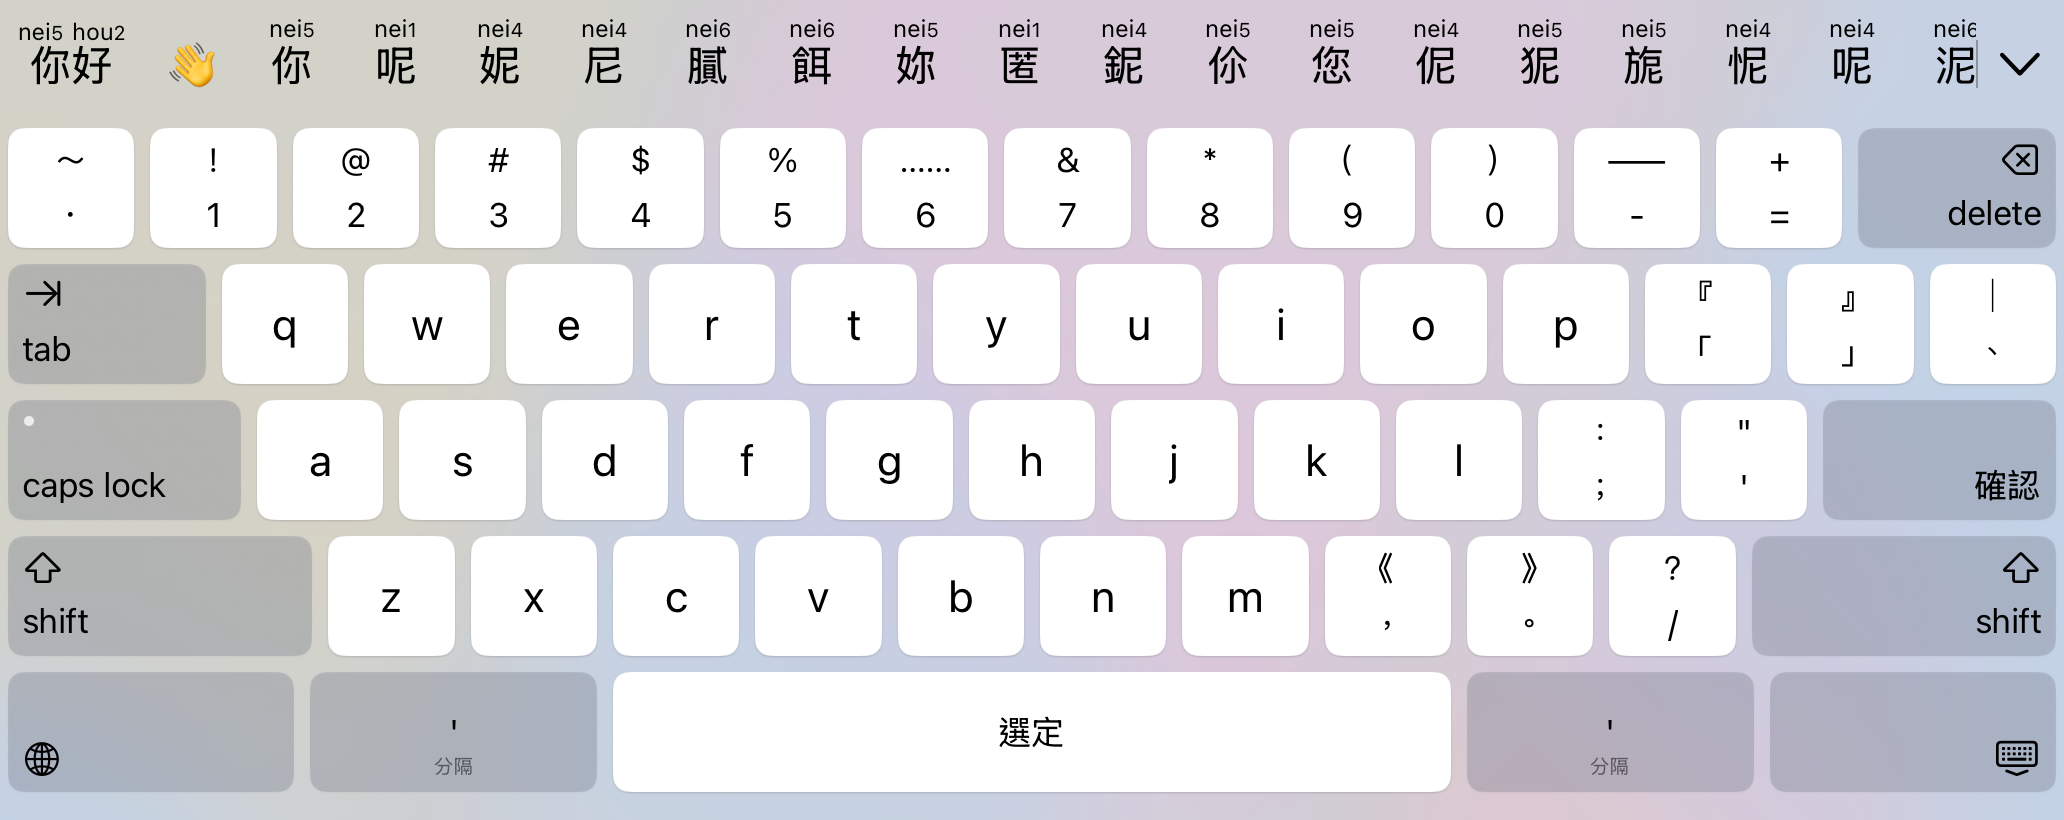 nei5 hou2 nei5 nei1 nei4 nei4 nei6 nei6 nei5 nei1 nei4 nei5 nei5 nei4 nei5 nei5 nei4 nei4 nei6
你好 👋 你 呢 妮 尼 膩 餌 妳 匿 鈮 伱 您 伲 狔 旎 怩 呢 泥
～ ! @ # $ % …… & * ( ) —— +
· 1 2 3 4 5 6 7 8 9 0 - = delete
tab q w e r t y u i o p 『 「 』 」 ｜ 、
caps lock a s d f g h j k l : ; " ' 確認
shift z x c v b n m 《 ， 》 。 ? / shift
' 分隔 選定 ' 分隔